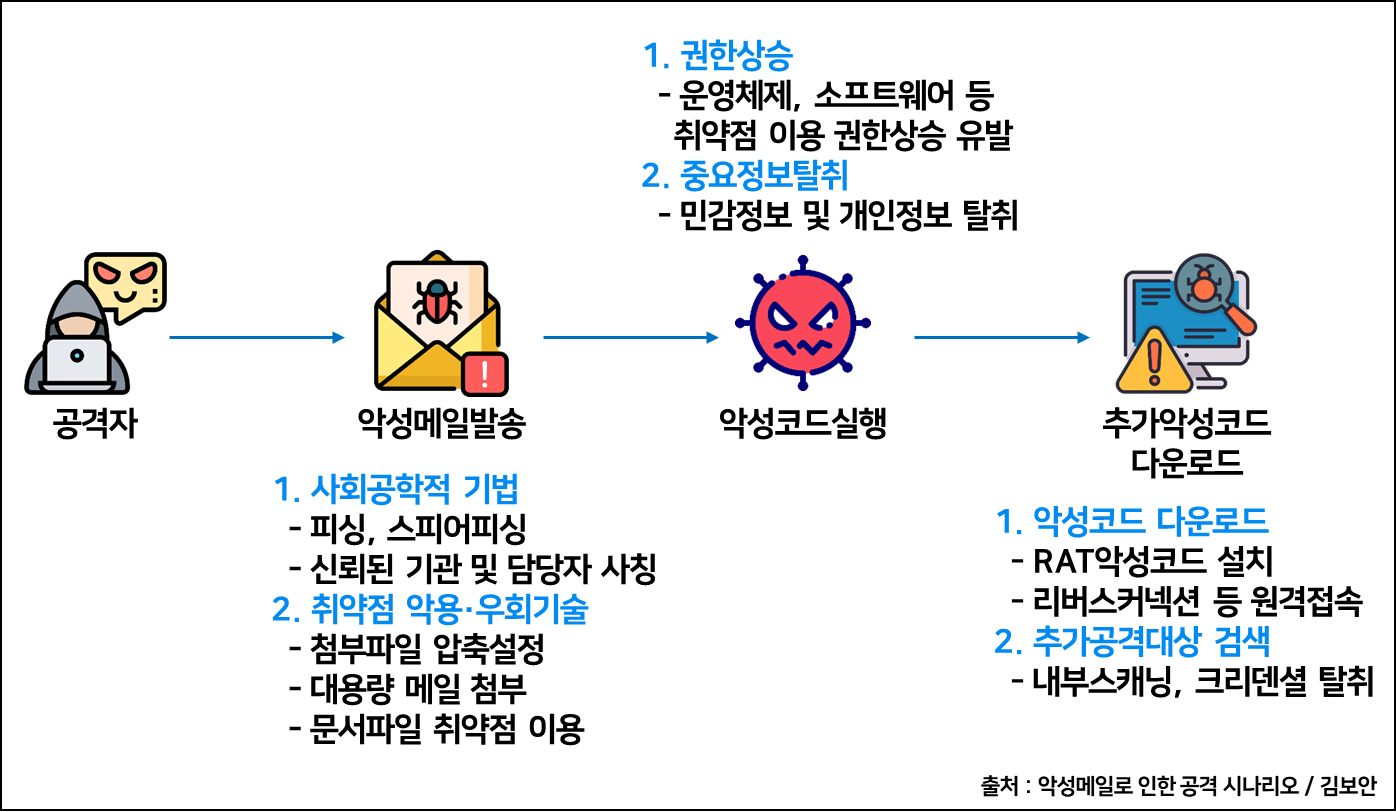 1. 권한상승
- 운영체제, 소프트웨어 등
취약점 이용 권한상승 유발
2. 중요정보탈취
- 민감정보 및 개인정보 탈취
공격자
악성메일발송
악성코드실행
추가악성코드
다운로드
1. 사회공학적 기법
- 피싱, 스피어피싱
- 신뢰된 기관 및 담당자 사칭
2. 취약점 악용·우회기술
- 첨부파일 압축설정
- 대용량 메일 첨부
- 문서파일 취약점 이용
1. 악성코드 다운로드
- RAT악성코드 설치
- 리버스커넥션 등 원격접속
2. 추가공격대상 검색
- 내부스캐닝, 크리덴셜 탈취
출처 : 악성메일로 인한 공격 시나리오 / 김보안